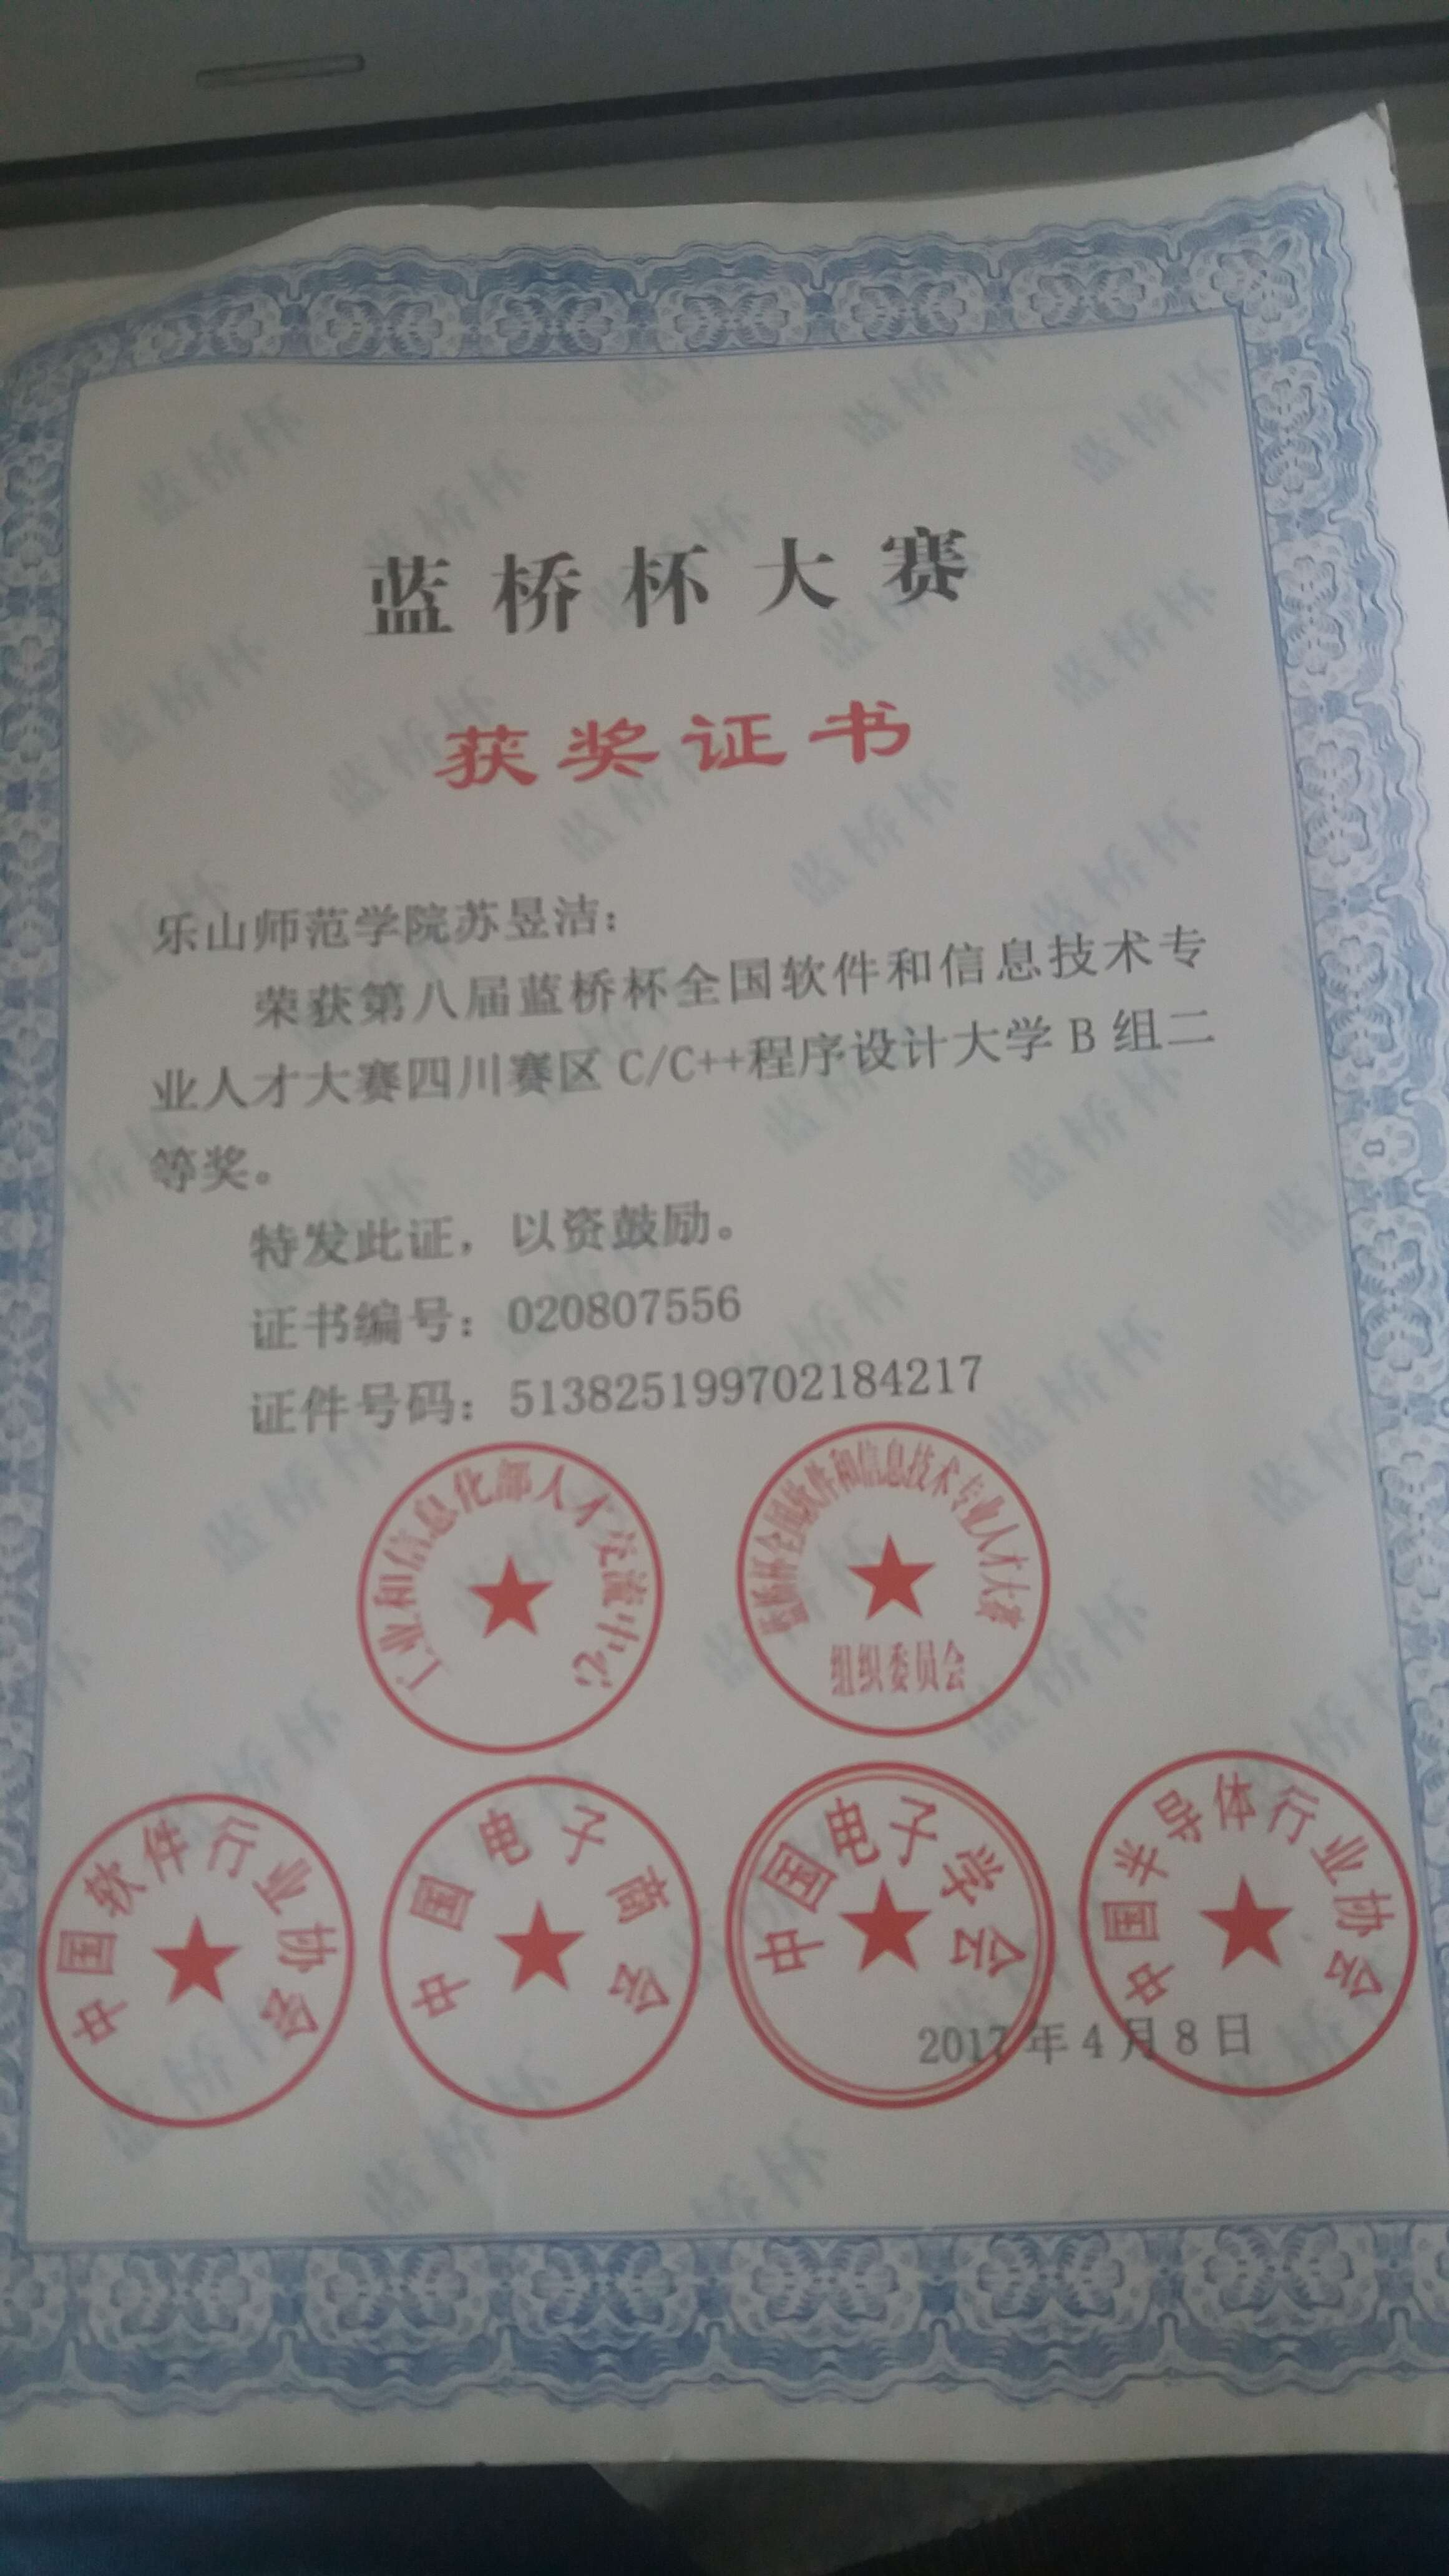 蓝桥杯大赛
获奖证书
乐山师范学院苏昱洁：
荣获第八届蓝桥杯全国软件和信息技术专
业人才大赛四川赛区 C/C++程序设计大学 B 组二
等奖。
特发此证，以资鼓励。
证书编号：020807556
证件号码：513825199702184217
工业和信息化部人才交流中心
蓝桥杯全国软件和信息技术专业人才大赛
组织委员会
中国软件行业协会
中国电子商会
中国电子学会
中国半导体行业协会
2017 年 4 月 8 日